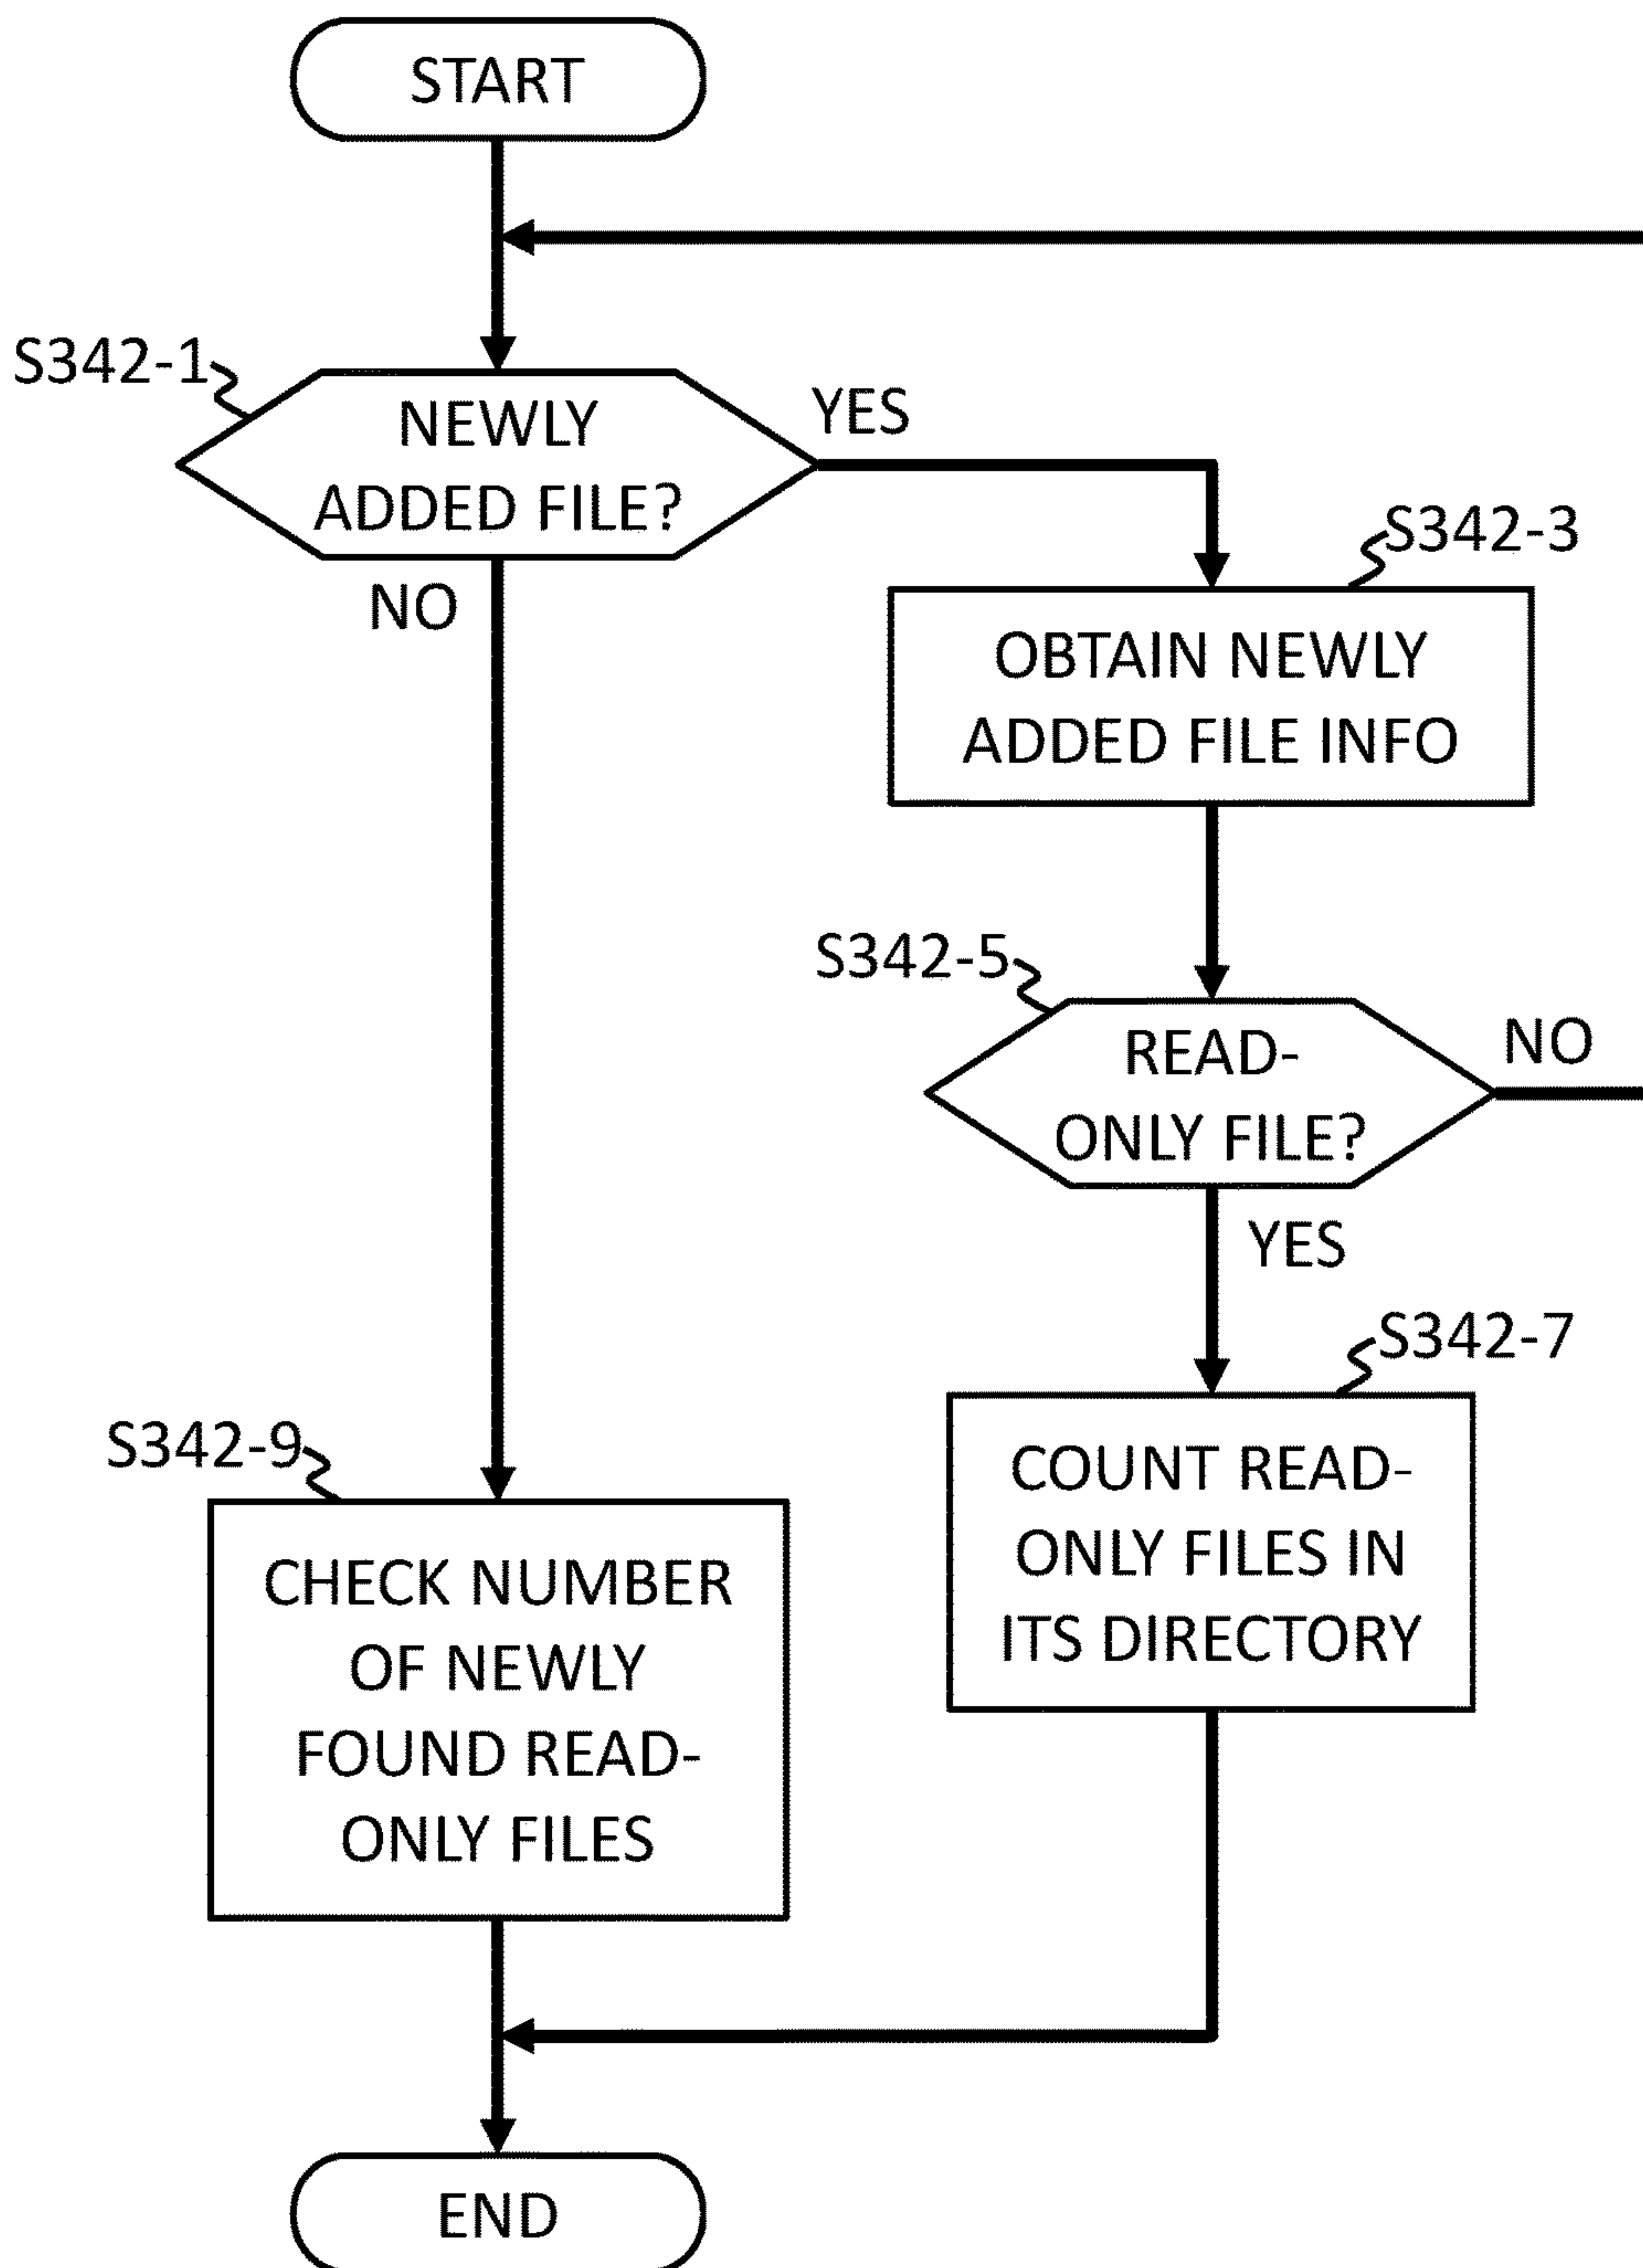 START
S342-1
NEWLY
ADDED FILE?
YES
NO
S342-3
OBTAIN NEWLY
ADDED FILE INFO
S342-5
READ-
ONLY FILE?
NO
YES
S342-7
COUNT READ-
ONLY FILES IN
ITS DIRECTORY
S342-9
CHECK NUMBER
OF NEWLY
FOUND READ-
ONLY FILES
END